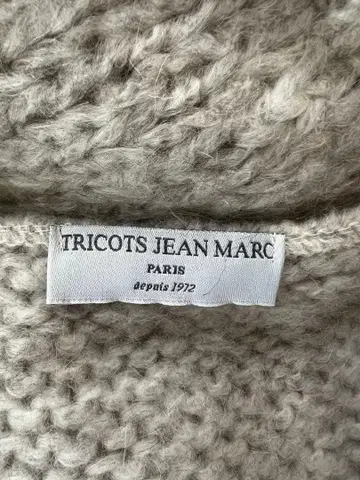 TRICOTS JEAN MARC
PARIS
depuis 1972